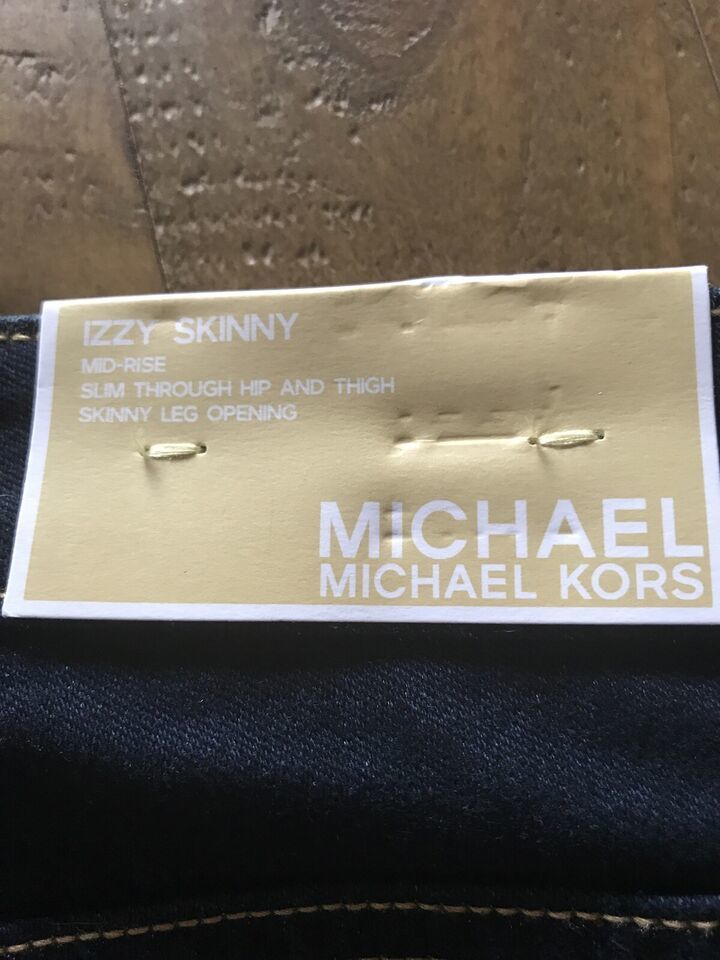 IZZY SKINNY
MID-RISE
SLIM THROUGH HIP AND THIGH
SKINNY LEG OPENING
MICHAEL
MICHAEL KORS